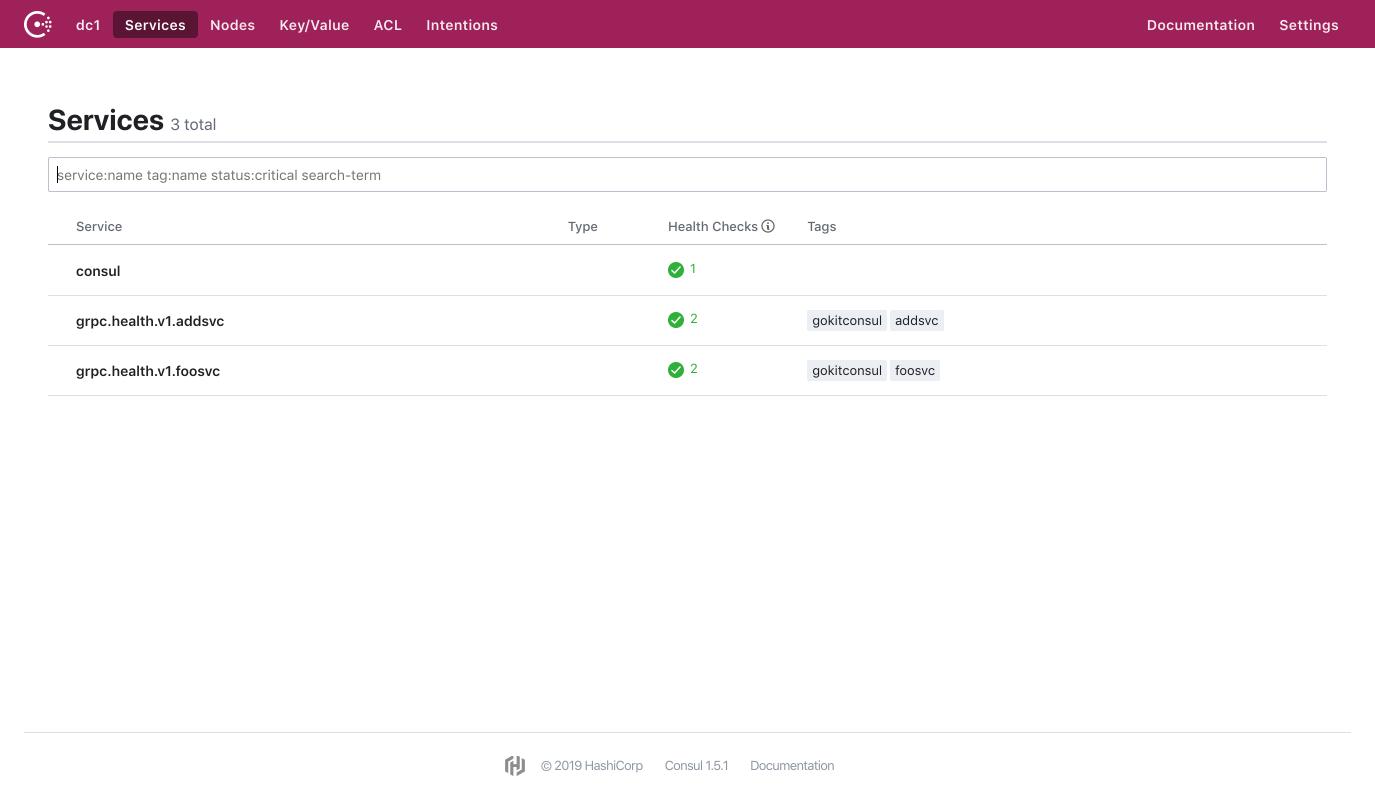 dc1 Services Nodes Key/Value ACL Intentions Documentation Settings
Services 3 total
service:name tag:name status:critical search-term
Service Type Health Checks Tags
consul 1
grpc.health.v1.addsvc 2 gokitconsul addsvc
grpc.health.v1.foosvc 2 gokitconsul foosvc
© 2019 HashiCorp Consul 1.5.1 Documentation